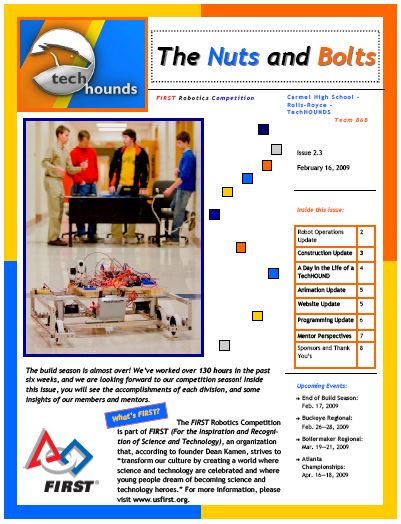 tech
hounds
The Nuts and Bolts
FIRST Robotics Competition
Carmel High School -
Rolls-Royce -
TechHOUNDS
Team 868
Issue 2.3
February 16, 2009
Inside this issue:
Robot Operations Update 2
Construction Update 3
A Day in the Life of a TechHOUND 4
Animation Update 5
Website Update 5
Programming Update 6
Mentor Perspectives 7
Sponsors and Thank You's 8
The build season is almost over! We've worked over 130 hours in the past
six weeks, and we are looking forward to our competition season! Inside
this issue, you will see the accomplishments of each division, and some
insights of our members and mentors.
Upcoming Events:
End of Build Season:
Feb. 17, 2009
Buckeye Regional:
Feb. 26—28, 2009
Boilermaker Regional:
Mar. 19—21, 2009
Atlanta
Championships:
Apr. 16—18, 2009
What's FIRST?
The FIRST Robotics Competition
is part of FIRST (For the Inspiration and Recogni-
tion of Science and Technology), an organization
that, according to founder Dean Kamen, strives to
"transform our culture by creating a world where
science and technology are celebrated and where
young people dream of becoming science and
technology heroes." For more information, please
visit www.usfirst.org.
FIRST